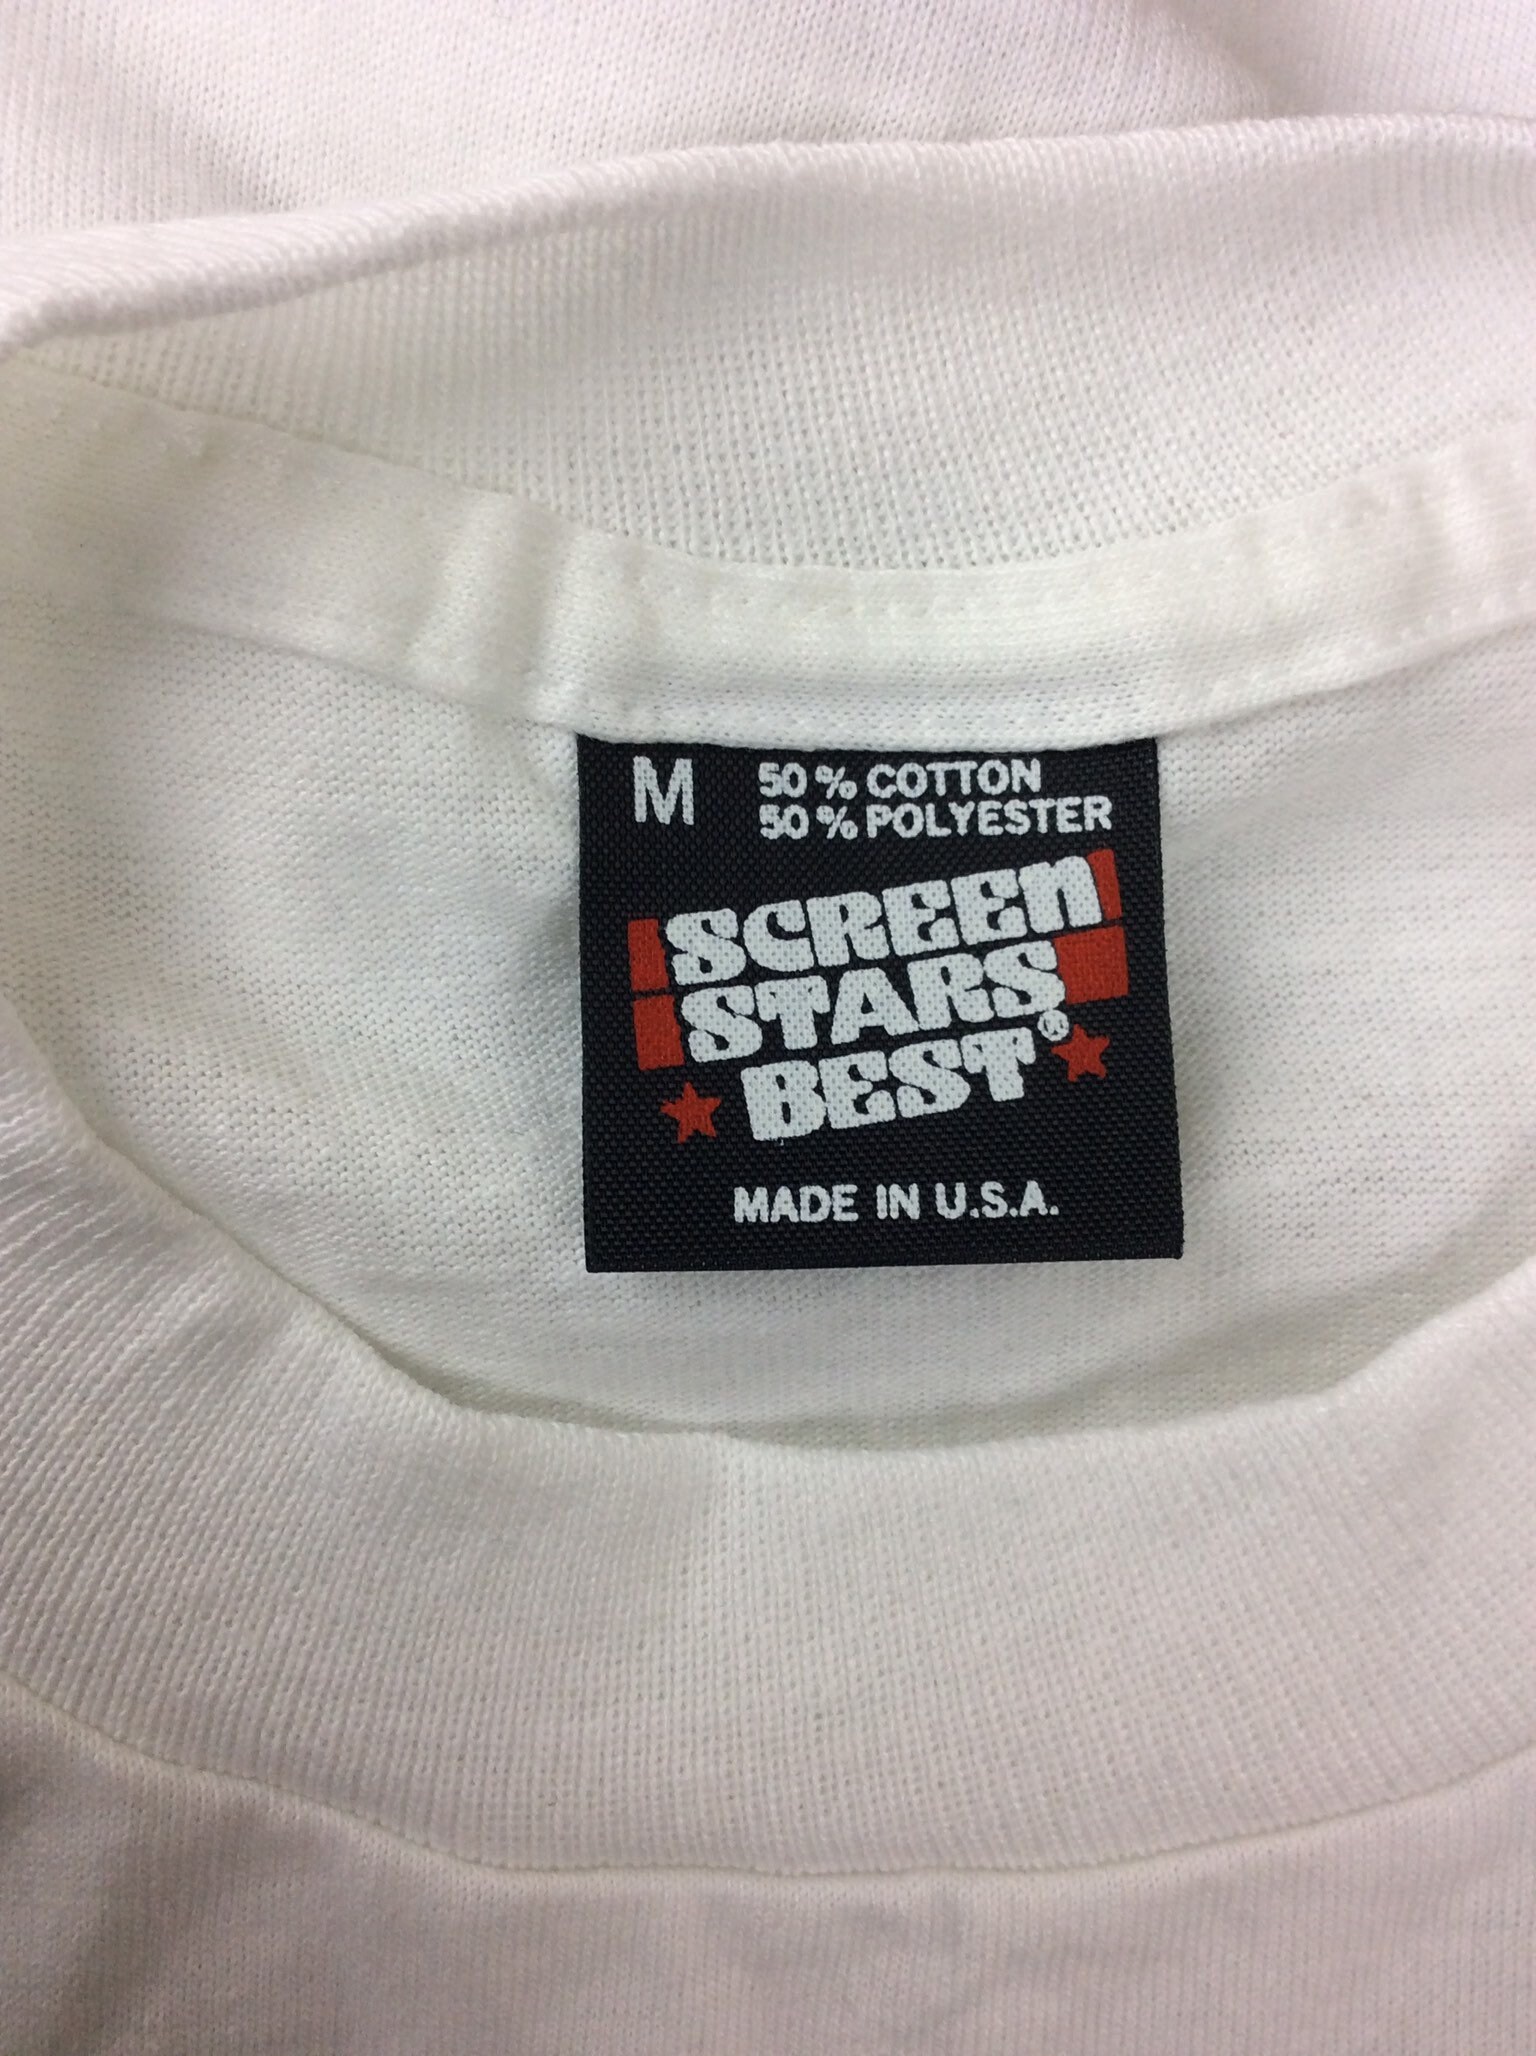 M
50% COTTON
50% POLYESTER
SCREEN
STARS
BEST®
MADE IN U.S.A.